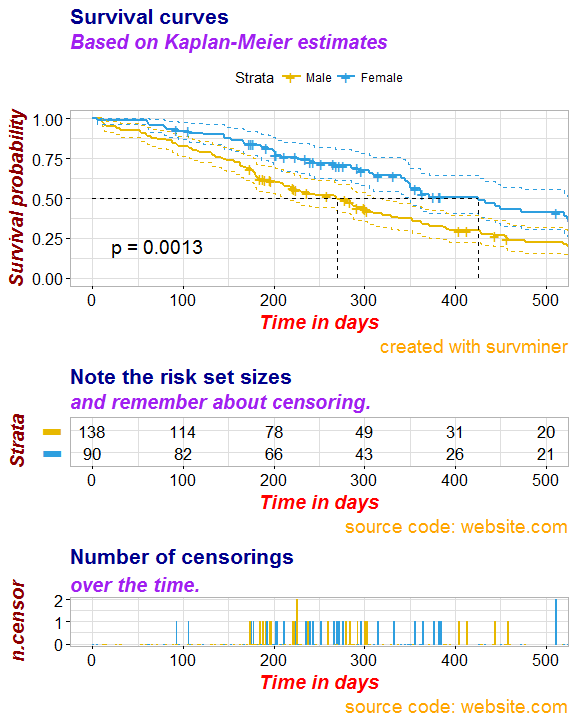 Survival curves
Based on Kaplan-Meier estimates
Strata Male Female
Survival probability
1.00
0.75
0.50
0.25
0.00
p = 0.0013
0 100 200 300 400 500
Time in days
created with survminer
Note the risk set sizes
and remember about censoring.
Strata
138 114 78 49 31 20
90 82 66 43 26 21
0 100 200 300 400 500
Time in days
source code: website.com
Number of censorings
over the time.
n.censor
2
1
0
0 100 200 300 400 500
Time in days
source code: website.com